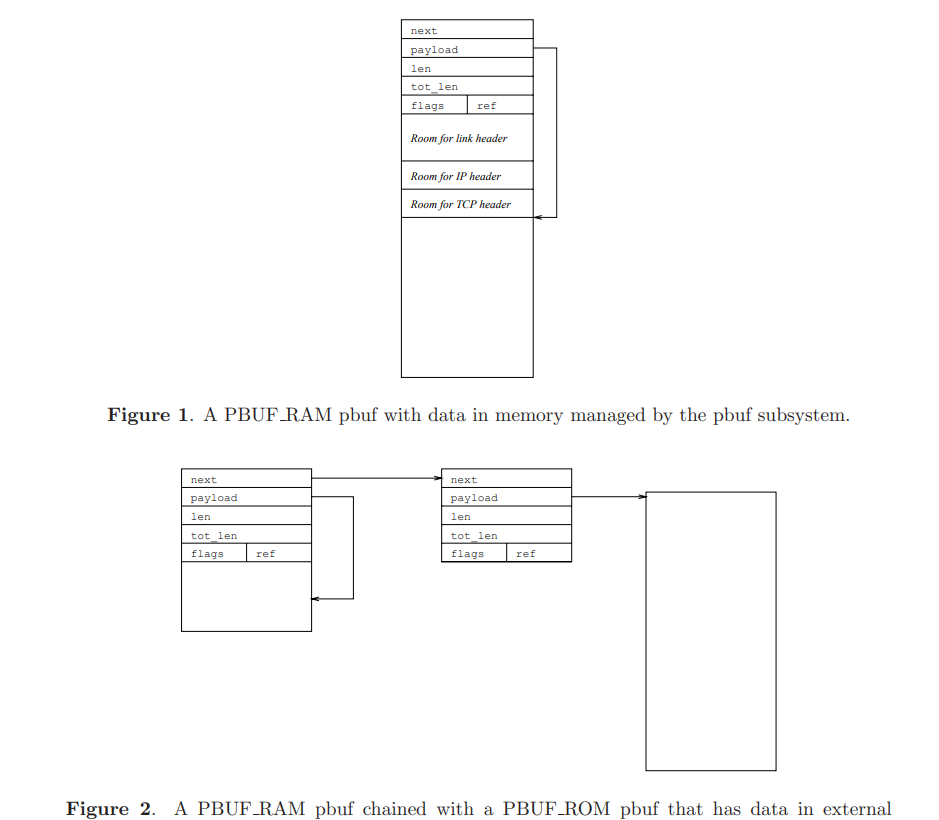 next
payload
len
tot_len
flags ref
Room for link header
Room for IP header
Room for TCP header
Figure 1. A PBUF_RAM pbuf with data in memory managed by the pbuf subsystem.
next
payload
len
tot_len
flags ref
next
payload
len
tot_len
flags ref
Figure 2. A PBUF_RAM pbuf chained with a PBUF_ROM pbuf that has data in external